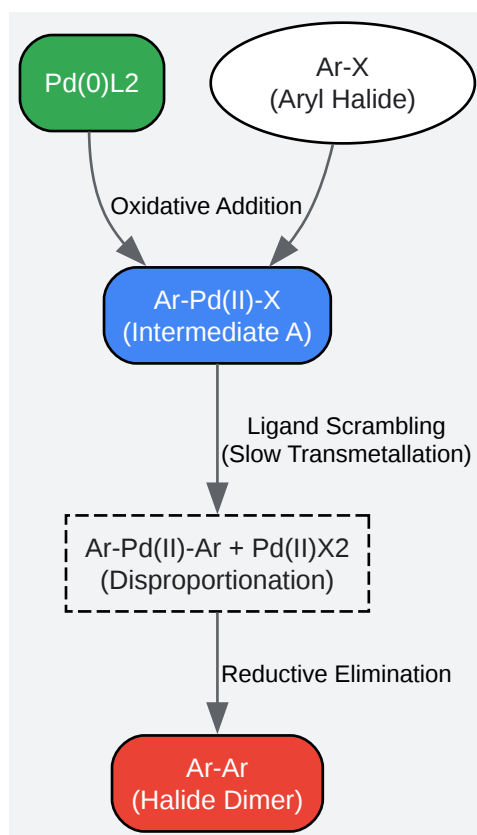 Pd(0)L2
Ar-X
(Aryl Halide)
Oxidative Addition
Ar-Pd(II)-X
(Intermediate A)
Ligand Scrambling
(Slow Transmetallation)
Ar-Pd(II)-Ar + Pd(II)X2
(Disproportionation)
Reductive Elimination
Ar-Ar
(Halide Dimer)